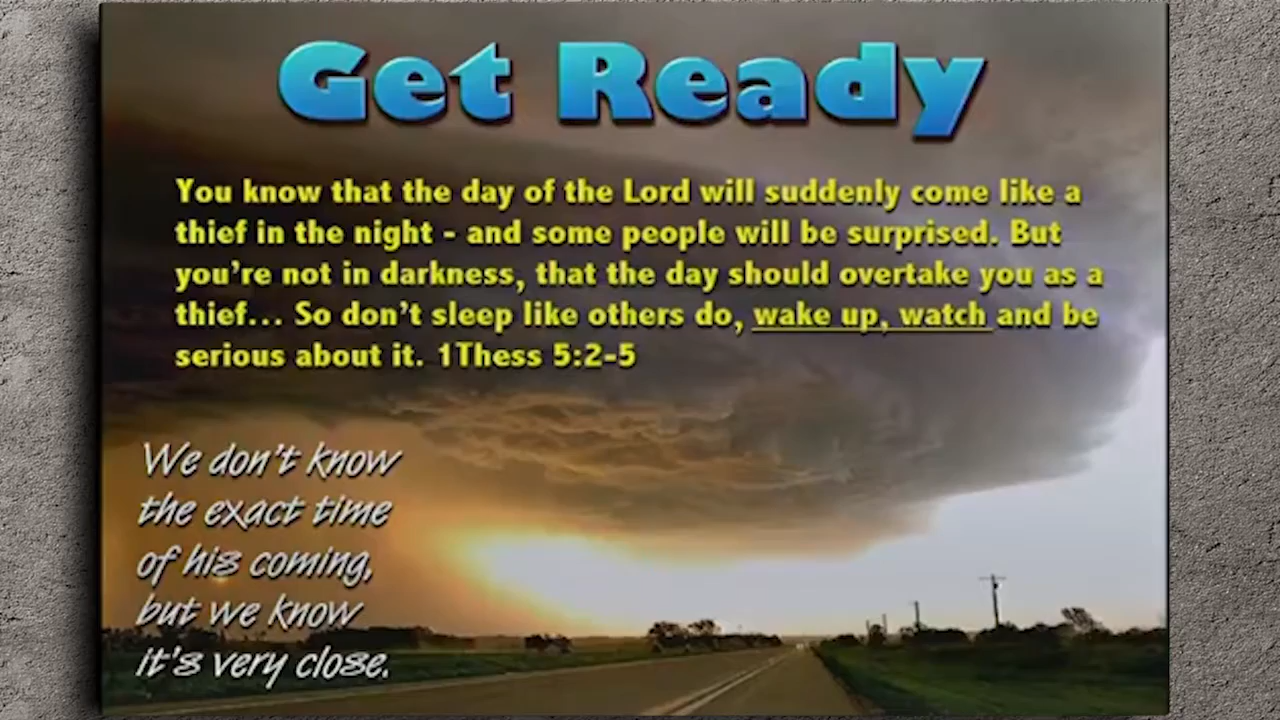 Get Ready
You know that the day of the Lord will suddenly come like a
thief in the night - and some people will be surprised. But
you're not in darkness, that the day should overtake you as a
thief... So don't sleep like others do, wake up, watch and be
serious about it. 1Thess 5:2-5
We don't know
the exact time
of his coming,
but we know
it's very close.